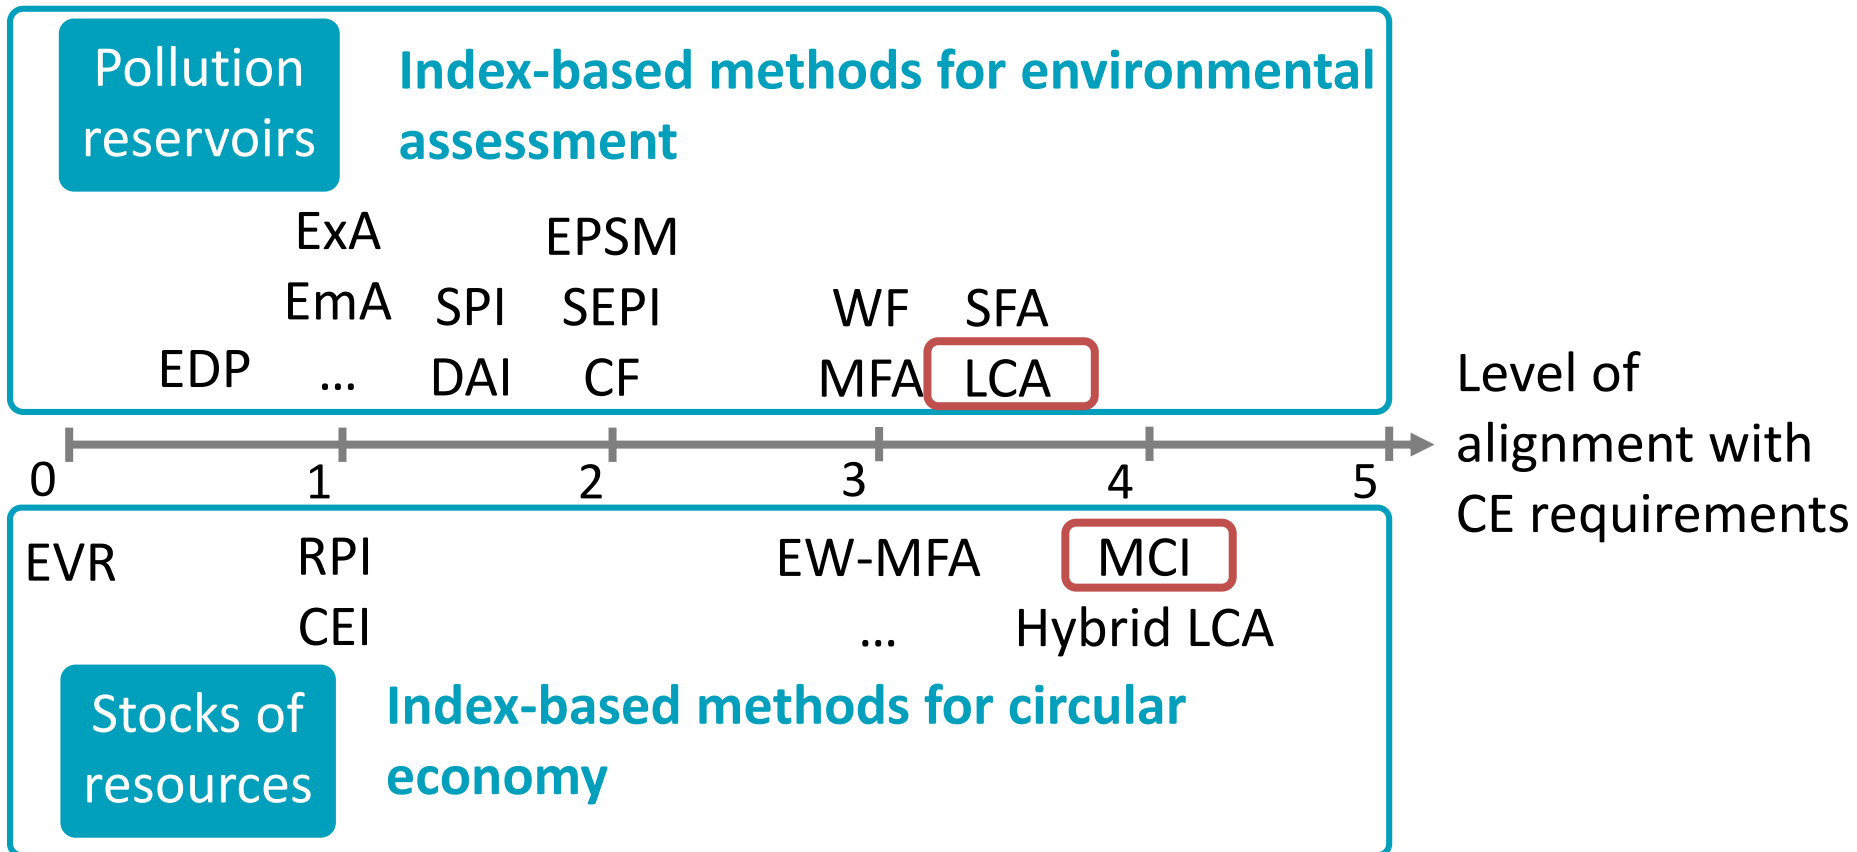 Pollution
reservoirs
Index-based methods for environmental
assessment
ExA
EPSM
EmA
SPI
SEPI
WF
SFA
EDP
...
DAI
CF
MFA
LCA
Level of
alignment with
CE requirements
0
1
2
3
4
5
EVR
RPI
EW-MFA
MCI
CEI
...
Hybrid LCA
Stocks of
resources
Index-based methods for circular
economy